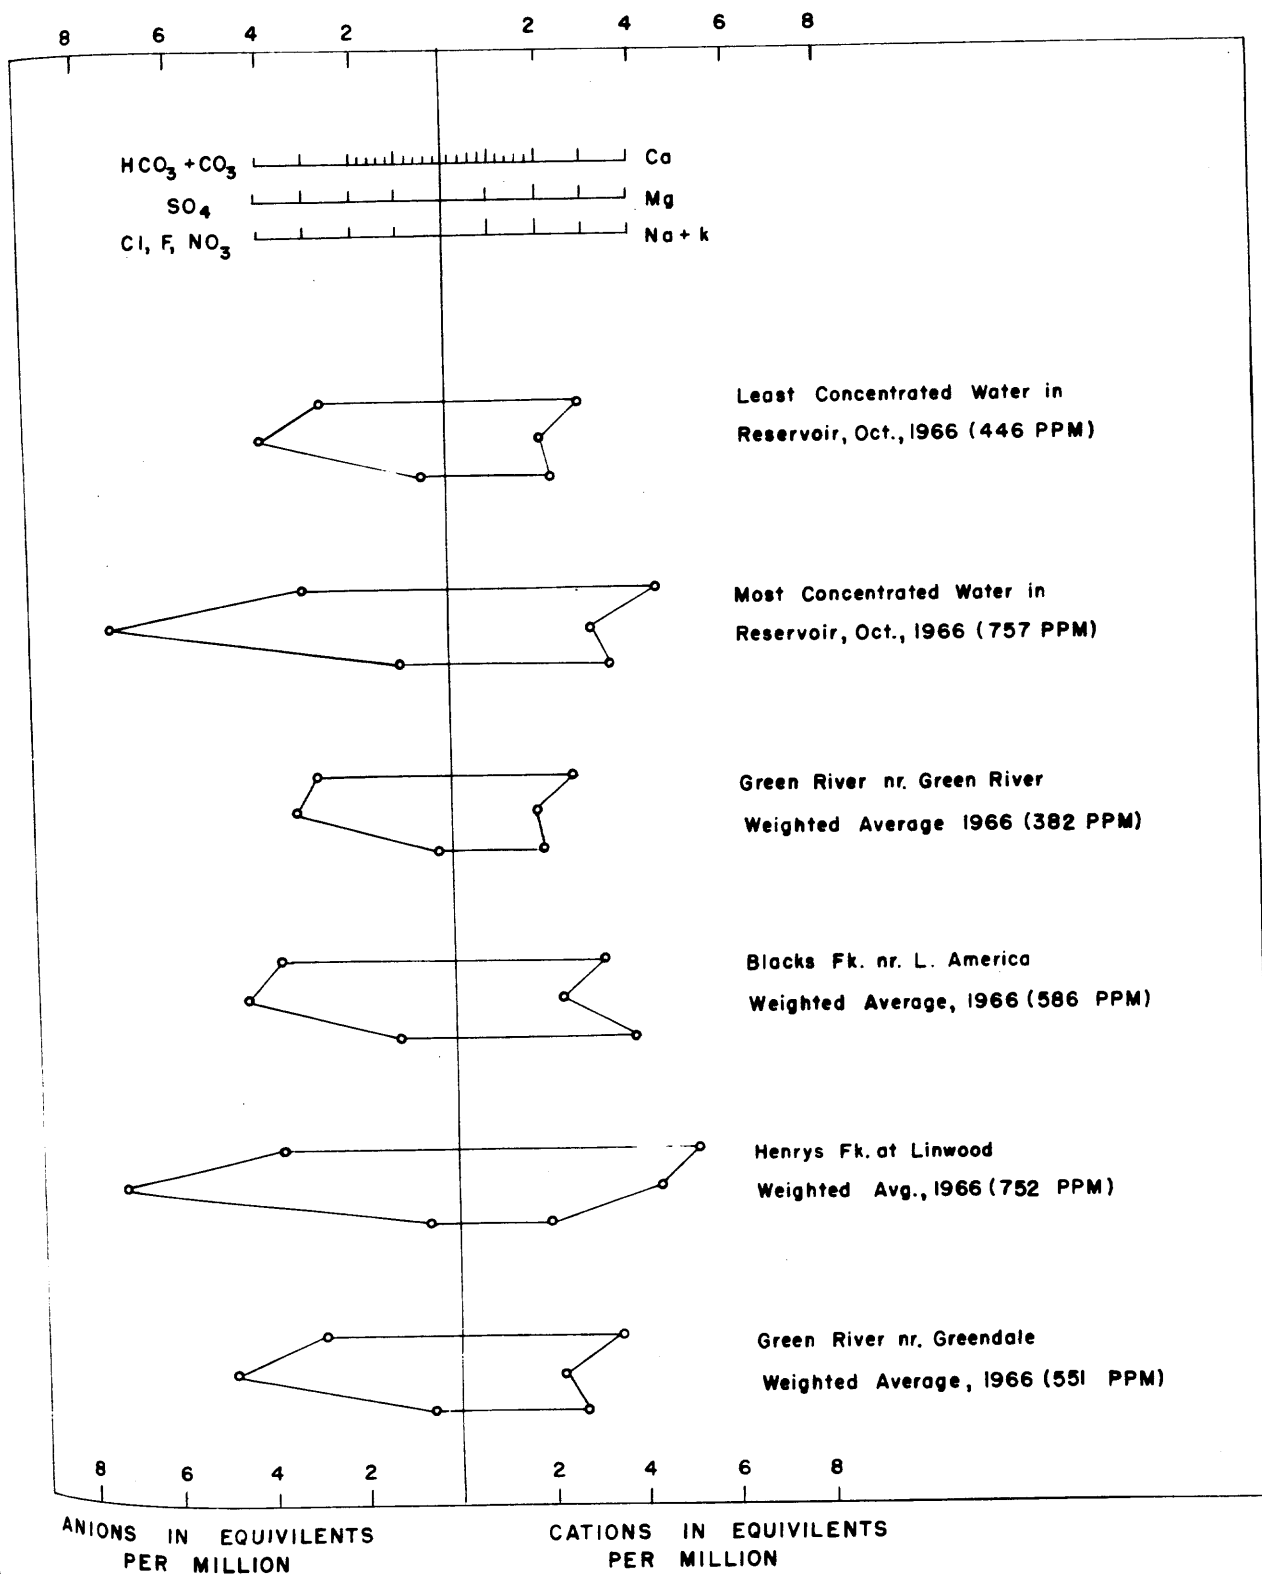 8 6 4 2 2 4 6 8
HCO3 + CO3 Ca
SO4 Mg
Cl, F, NO3 Na + k
Least Concentrated Water in
Reservoir, Oct., 1966 (446 PPM)
Most Concentrated Water in
Reservoir, Oct., 1966 (757 PPM)
Green River nr. Green River
Weighted Average 1966 (382 PPM)
Blacks Fk. nr. L. America
Weighted Average, 1966 (586 PPM)
Henrys Fk. at Linwood
Weighted Avg., 1966 (752 PPM)
Green River nr. Greendale
Weighted Average, 1966 (551 PPM)
8 6 4 2 2 4 6 8
ANIONS IN EQUIVILENTS
PER MILLION
CATIONS IN EQUIVILENTS
PER MILLION